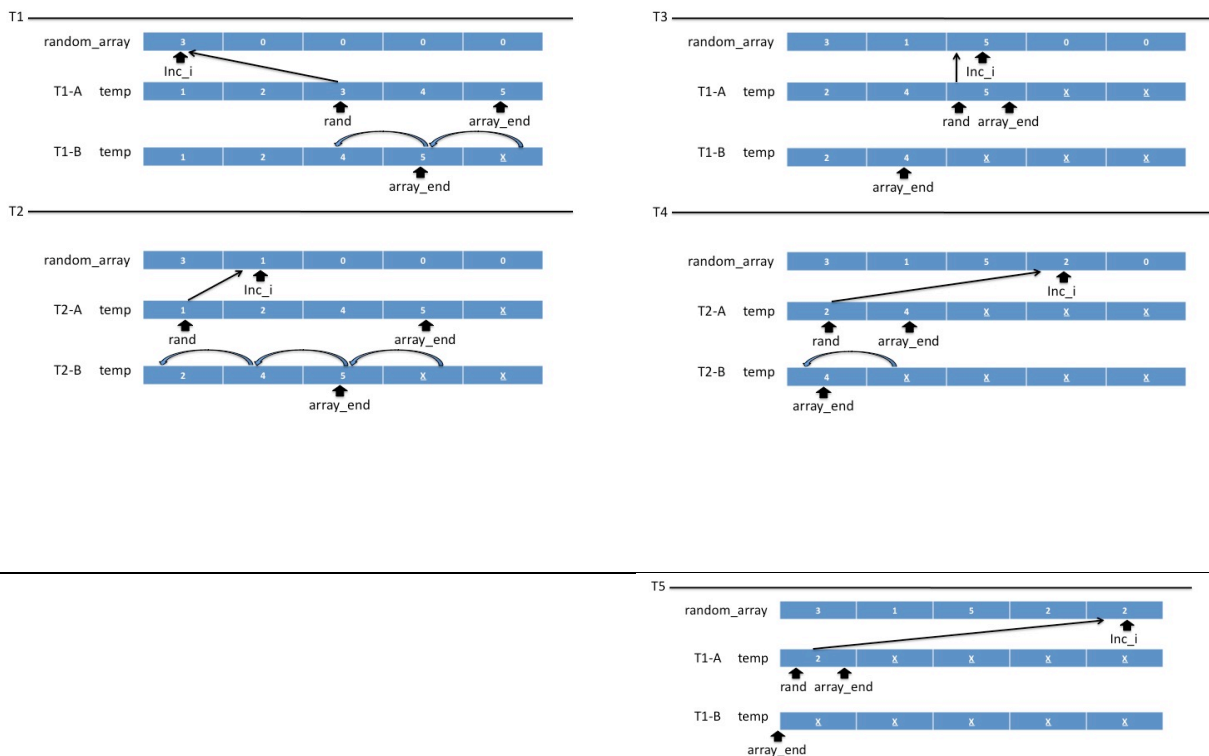 T1
random_array 3 0 0 0 0
Inc_i
T1-A temp 1 2 3 4 5
rand array_end
T1-B temp 1 2 4 5 X
array_end
T2
random_array 3 1 0 0 0
Inc_i
T2-A temp 1 2 4 5 X
rand array_end
T2-B temp 2 4 5 X X
array_end
T3
random_array 3 1 5 0 0
Inc_i
T1-A temp 2 4 5 X X
rand array_end
T1-B temp 2 4 X X X
array_end
T4
random_array 3 1 5 2 0
Inc_i
T2-A temp 2 4 X X X
rand array_end
T2-B temp 4 X X X X
array_end
T5
random_array 3 1 5 2 2
Inc_i
T1-A temp 2 X X X X
rand array_end
T1-B temp X X X X X
array_end